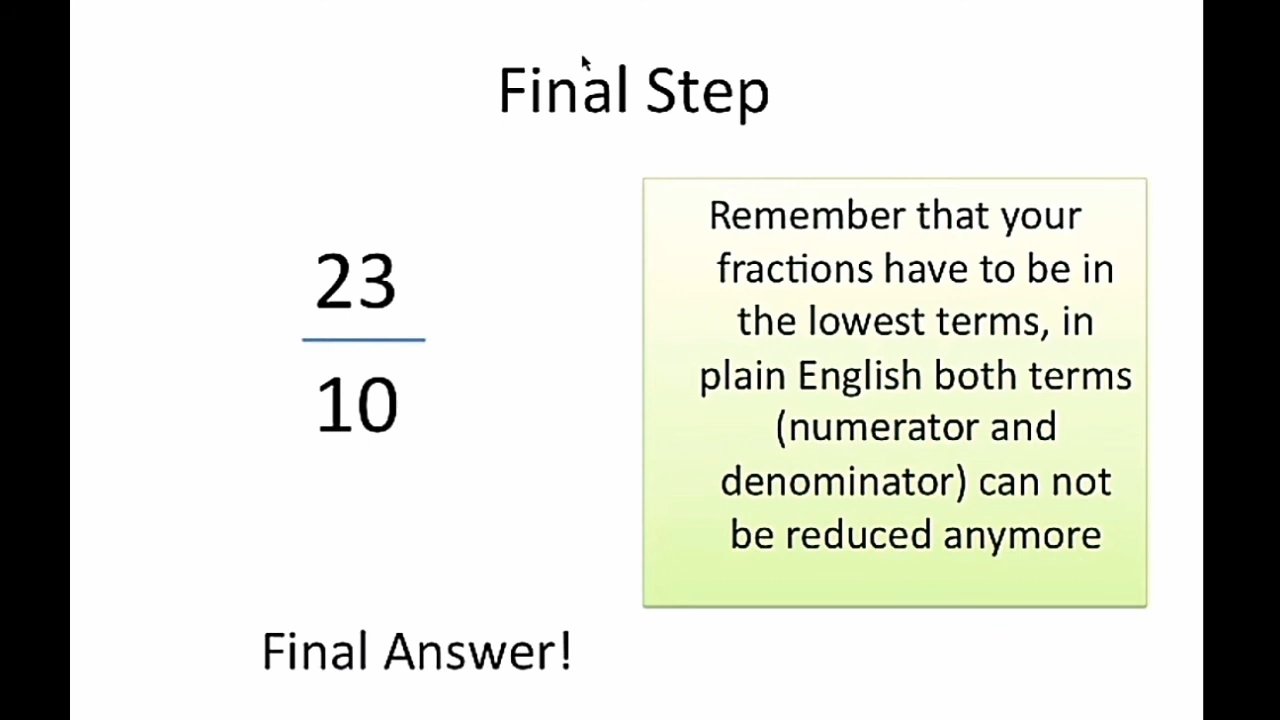 Final Step
23
10
Remember that your
fractions have to be in
the lowest terms, in
plain English both terms
(numerator and
denominator) can not
be reduced anymore
Final Answer!